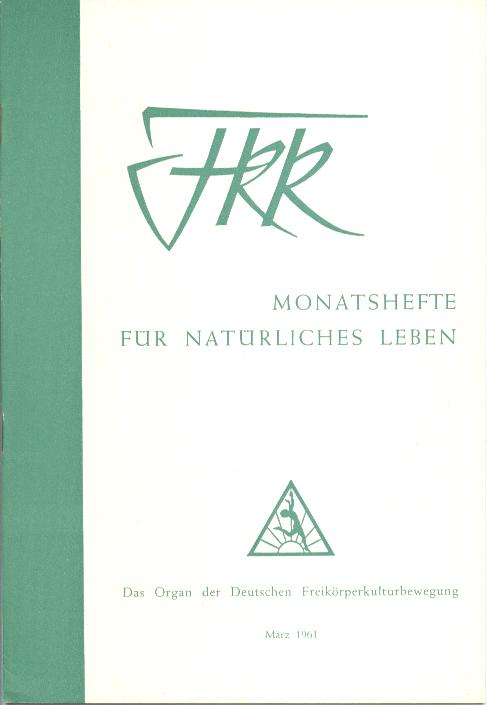 FKK
MONATSHEFTE
FÜR NATÜRLICHES LEBEN
Das Organ der Deutschen Freikörperkulturbewegung
März 1961